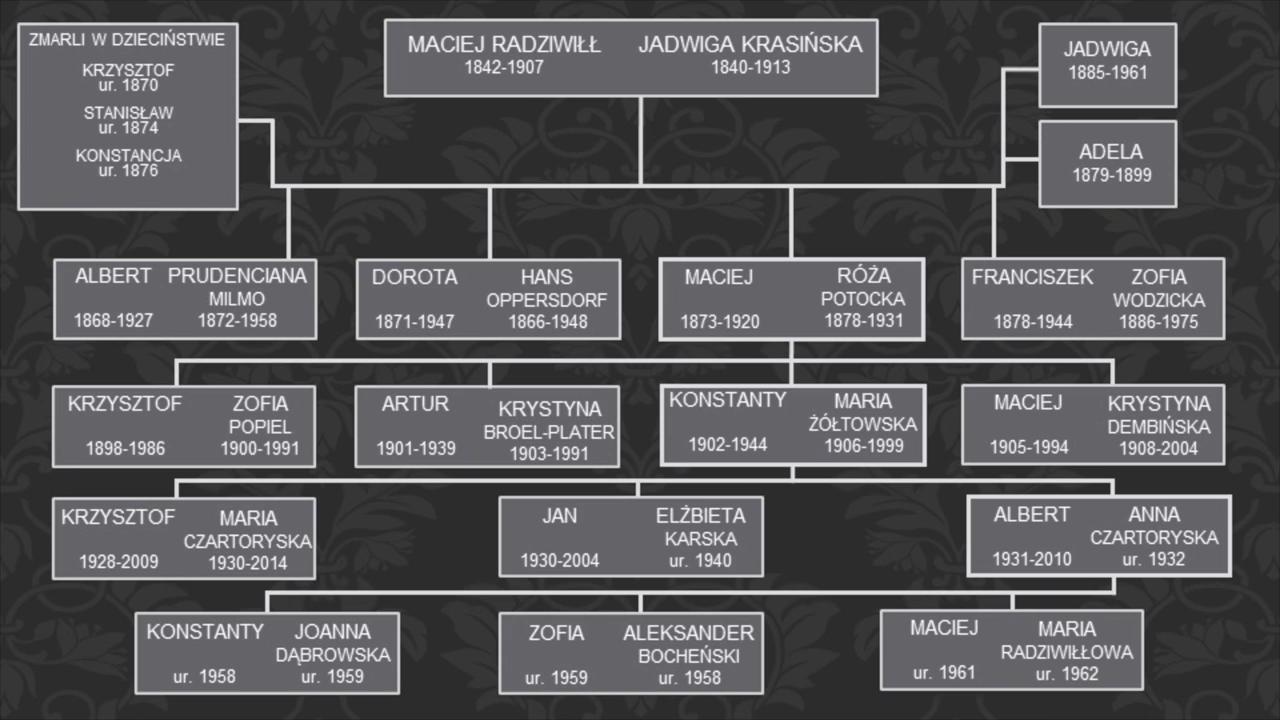 ZMARLI W DZIECIŃSTWIE
KRZYSZTOF
ur. 1870
STANISŁAW
ur. 1874
KONSTANCJA
ur. 1876
MACIEJ RADZIWIŁŁ JADWIGA KRASIŃSKA
1842-1907 1840-1913
JADWIGA
1885-1961
ADELA
1879-1899
ALBERT PRUDENCIANA
MILMO
1868-1927 1872-1958
DOROTA HANS
OPPERSDORF
1871-1947 1866-1948
MACIEJ RÓŻA
POTOCKA
1873-1920 1878-1931
FRANCISZEK ZOFIA
WODZICKA
1878-1944 1886-1975
KRZYSZTOF ZOFIA
POPIEL
1898-1986 1900-1991
ARTUR KRYSTYNA
BROEL-PLATER
1901-1939 1903-1991
KONSTANTY MARIA
ŻÓŁTOWSKA
1902-1944 1906-1999
MACIEJ KRYSTYNA
DEMBIŃSKA
1905-1994 1908-2004
KRZYSZTOF MARIA
CZARTORYSKA
1928-2009 1930-2014
JAN ELŻBIETA
KARSKA
1930-2004 ur. 1940
ALBERT ANNA
CZARTORYSKA
1931-2010 ur. 1932
KONSTANTY JOANNA
DĄBROWSKA
ur. 1958 ur. 1959
ZOFIA ALEKSANDER
BOCHEŃSKI
ur. 1959 ur. 1958
MACIEJ MARIA
RADZIWIŁŁOWA
ur. 1961 ur. 1962